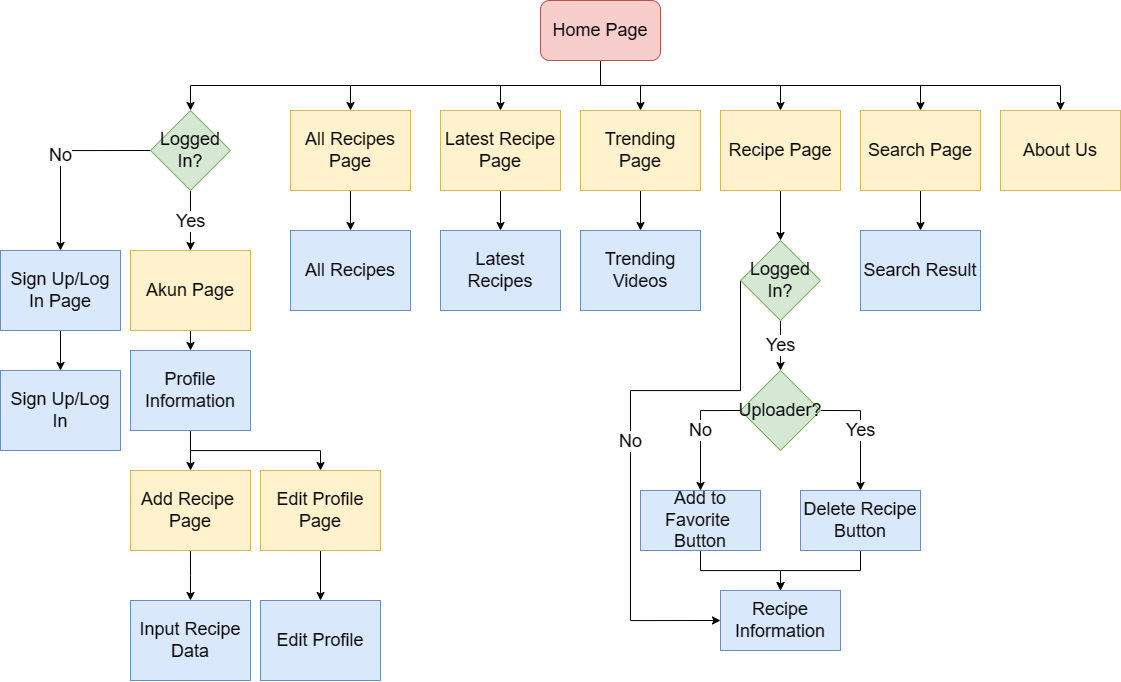 Home Page
Logged
In?
All Recipes
Page
Latest Recipe
Page
Trending
Page
Recipe Page
Search Page
About Us
No
Yes
Sign Up/Log
In Page
Akun Page
All Recipes
Latest
Recipes
Trending
Videos
Logged
In?
Search Result
Yes
Profile
Information
Sign Up/Log
In
Uploader?
No
No
Yes
Add Recipe
Page
Edit Profile
Page
Add to
Favorite
Button
Delete Recipe
Button
Input Recipe
Data
Edit Profile
Recipe
Information